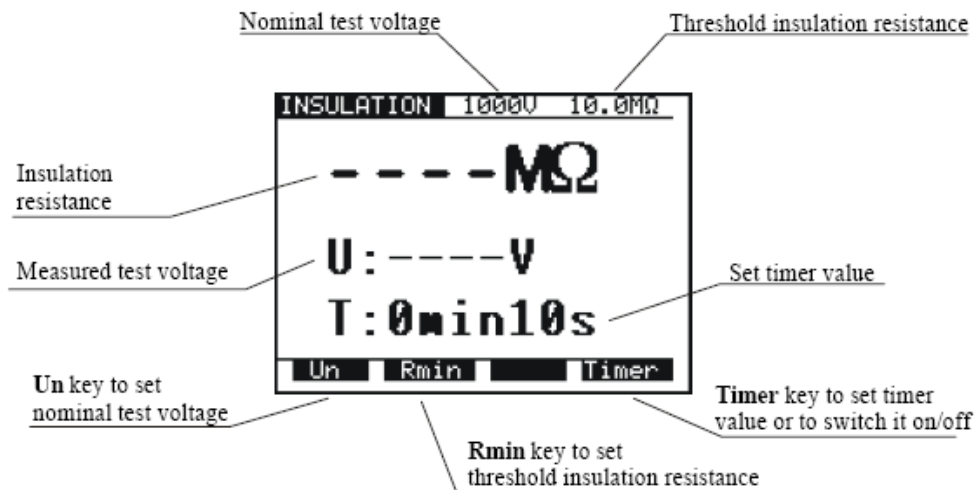 Nominal test voltage
Threshold insulation resistance
INSULATION 1000V 10.0MΩ
Insulation
resistance
----MΩ
Measured test voltage
U:----V
Set timer value
T:0min10s
Un Rmin Timer
Un key to set
nominal test voltage
Timer key to set timer
value or to switch it on/off
Rmin key to set
threshold insulation resistance